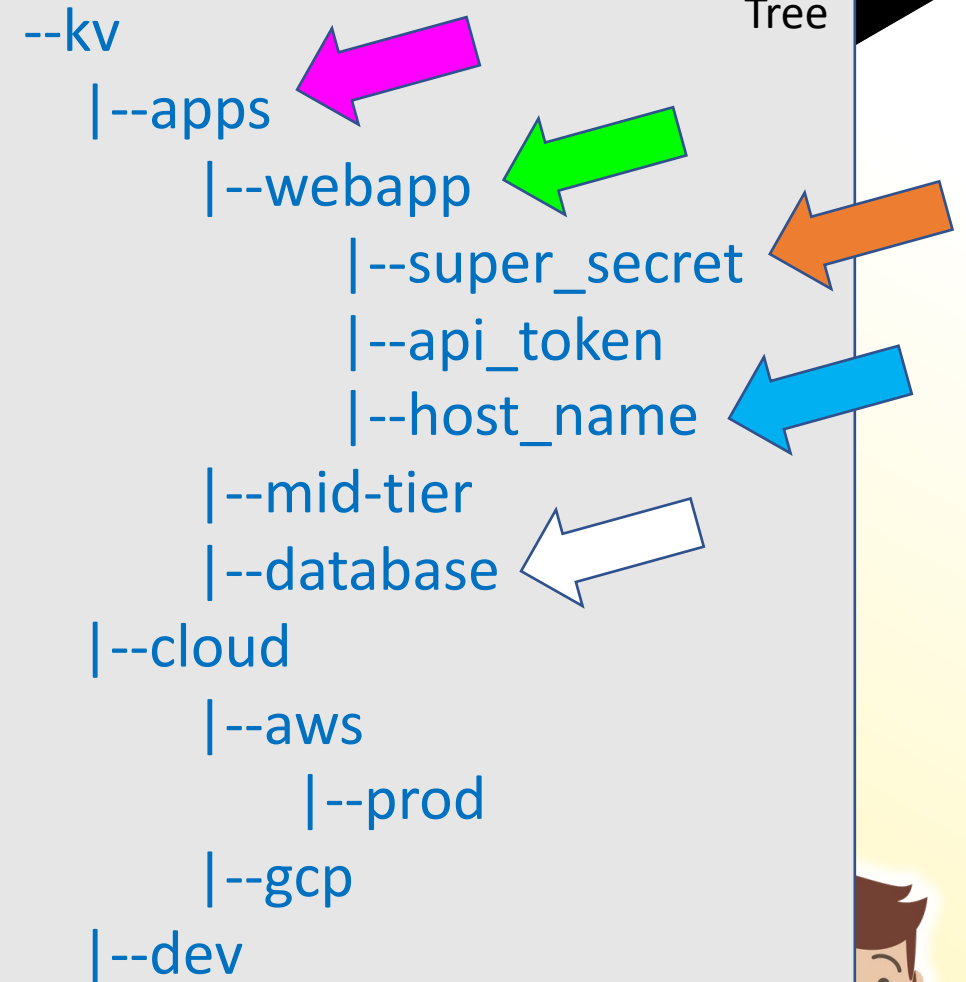 Tree
--kv
|--apps
|--webapp
|--super_secret
|--api_token
|--host_name
|--mid-tier
|--database
|--cloud
|--aws
|--prod
|--gcp
|--dev